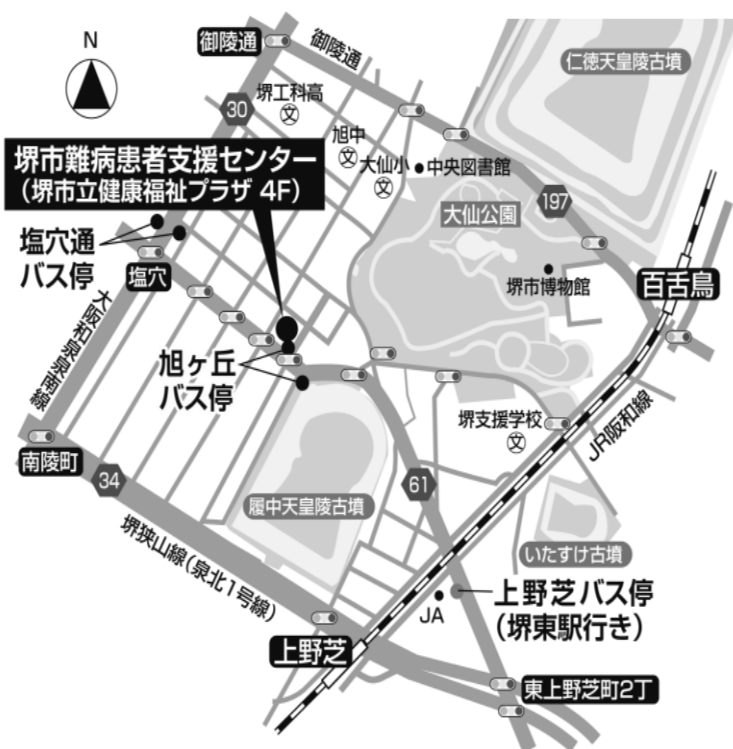 N
御陵通
御陵通
仁徳天皇陵古墳
30
堺工科高
文
旭中
文
大仙小
文
中央図書館
堺市難病患者支援センター
(堺市立健康福祉プラザ 4F)
大仙公園
197
塩穴通
バス停
塩穴
堺市博物館
百舌鳥
大阪和泉泉南線
旭ヶ丘
バス停
堺支援学校
文
JR阪和線
南陵町
34
61
履中天皇陵古墳
いたすけ古墳
堺狭山線(泉北1号線)
上野芝バス停
(堺東駅行き)
JA
上野芝
東上野芝町2丁